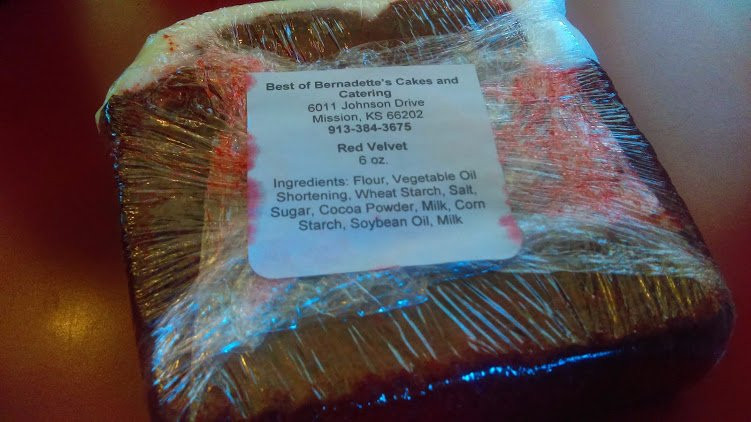 Best of Bernadette's Cakes and
Catering
6011 Johnson Drive
Mission, KS 66202
913-384-3675
Red Velvet
6 oz.
Ingredients: Flour, Vegetable Oil
Shortening, Wheat Starch, Salt,
Sugar, Cocoa Powder, Milk, Corn
Starch, Soybean Oil, Milk